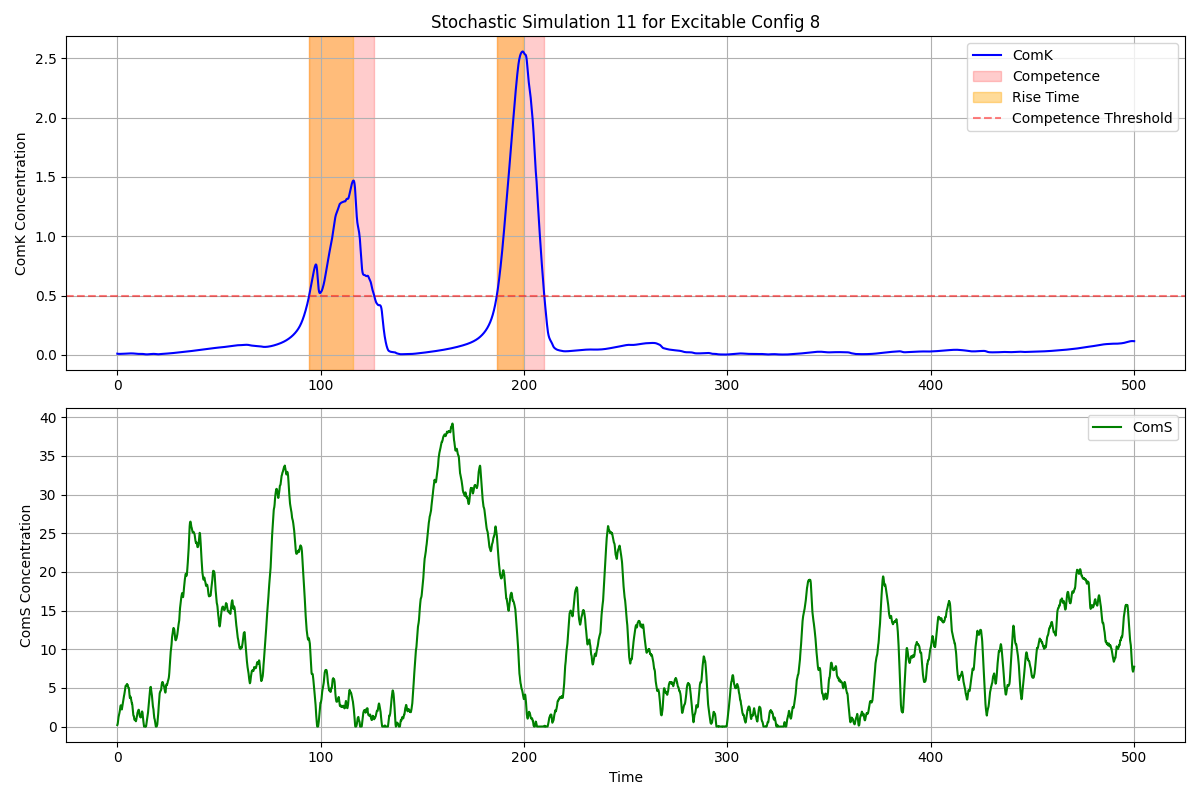 Stochastic Simulation 11 for Excitable Config 8
ComK Concentration
2.5
2.0
1.5
1.0
0.5
0.0
ComK
Competence
Rise Time
Competence Threshold
0 100 200 300 400 500
ComS Concentration
40
35
30
25
20
15
10
5
0
ComS
0 100 200 300 400 500
Time